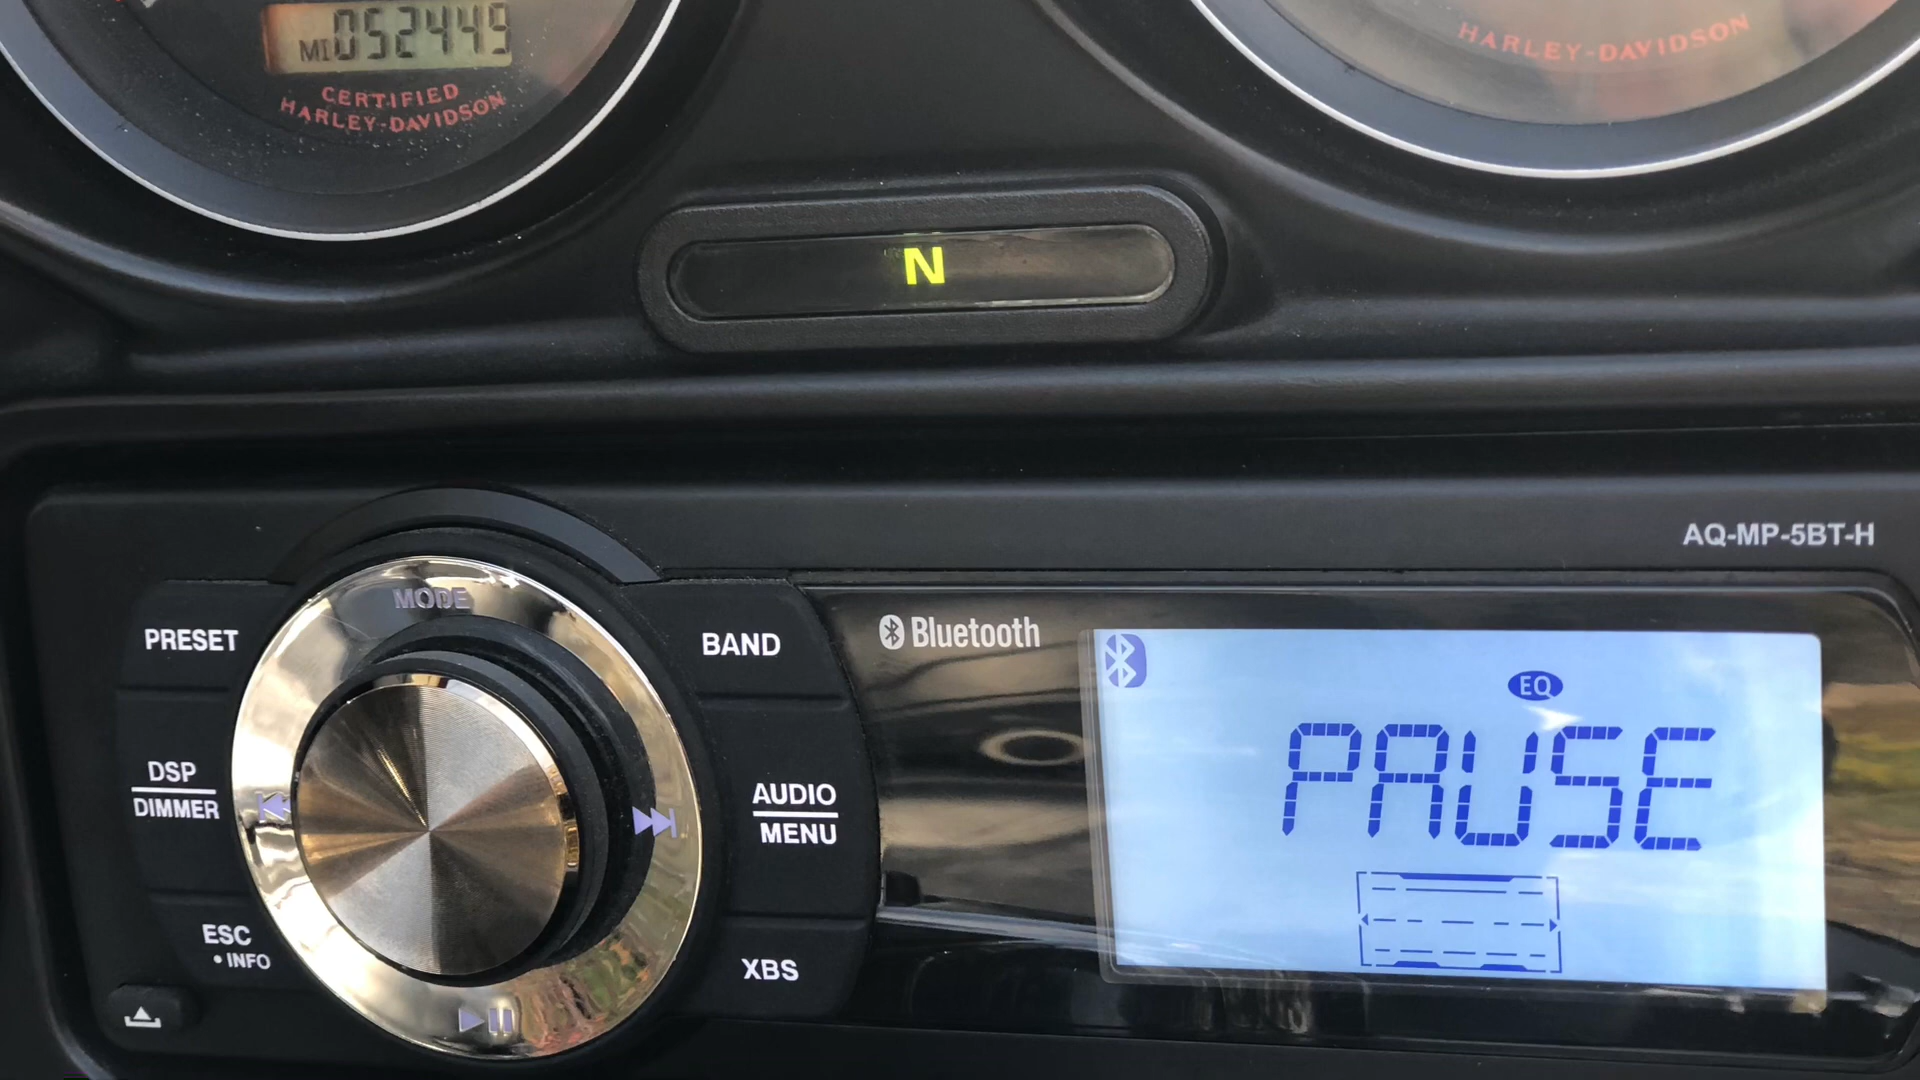 MI 052449
CERTIFIED
HARLEY-DAVIDSON
HARLEY-DAVIDSON
N
AQ-MP-5BT-H
MODE
PRESET
BAND
Bluetooth
EQ
PAUSE
DSP
DIMMER
AUDIO
MENU
ESC
• INFO
XBS